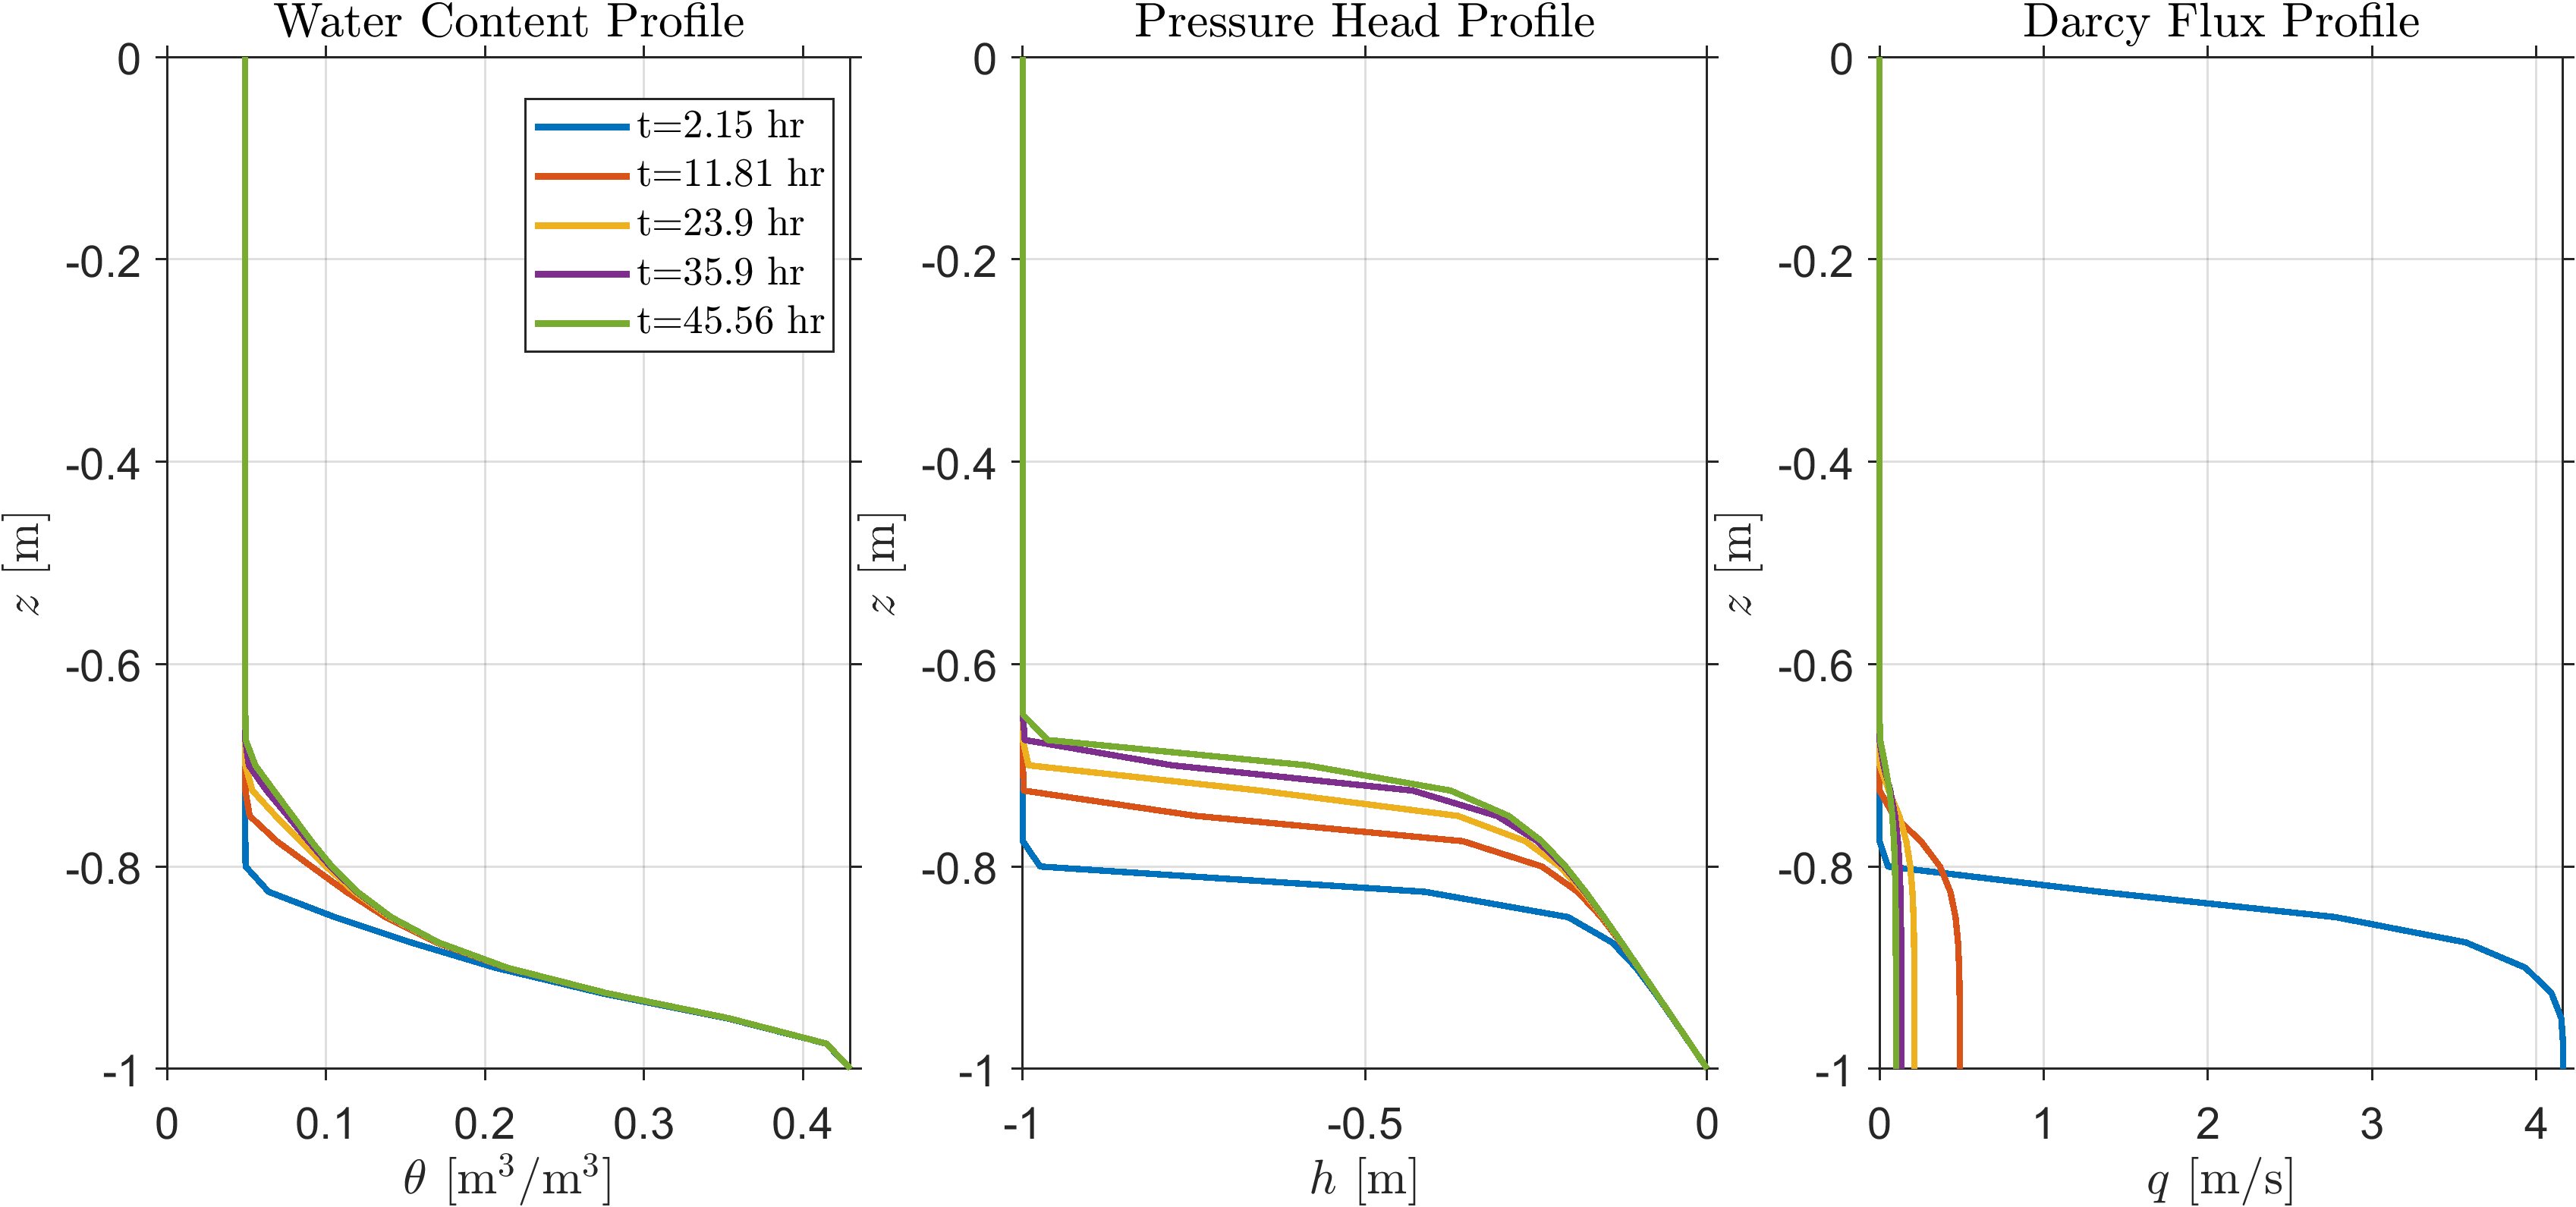 Water Content Profile
0
-0.2
-0.4
-0.6
-0.8
-1
z [m]
t=2.15 hr
t=11.81 hr
t=23.9 hr
t=35.9 hr
t=45.56 hr
0 0.1 0.2 0.3 0.4
θ [m³/m³]
Pressure Head Profile
0
-0.2
-0.4
-0.6
-0.8
-1
z [m]
-1 -0.5 0
h [m]
Darcy Flux Profile
0
-0.2
-0.4
-0.6
-0.8
-1
z [m]
0 1 2 3 4
q [m/s]